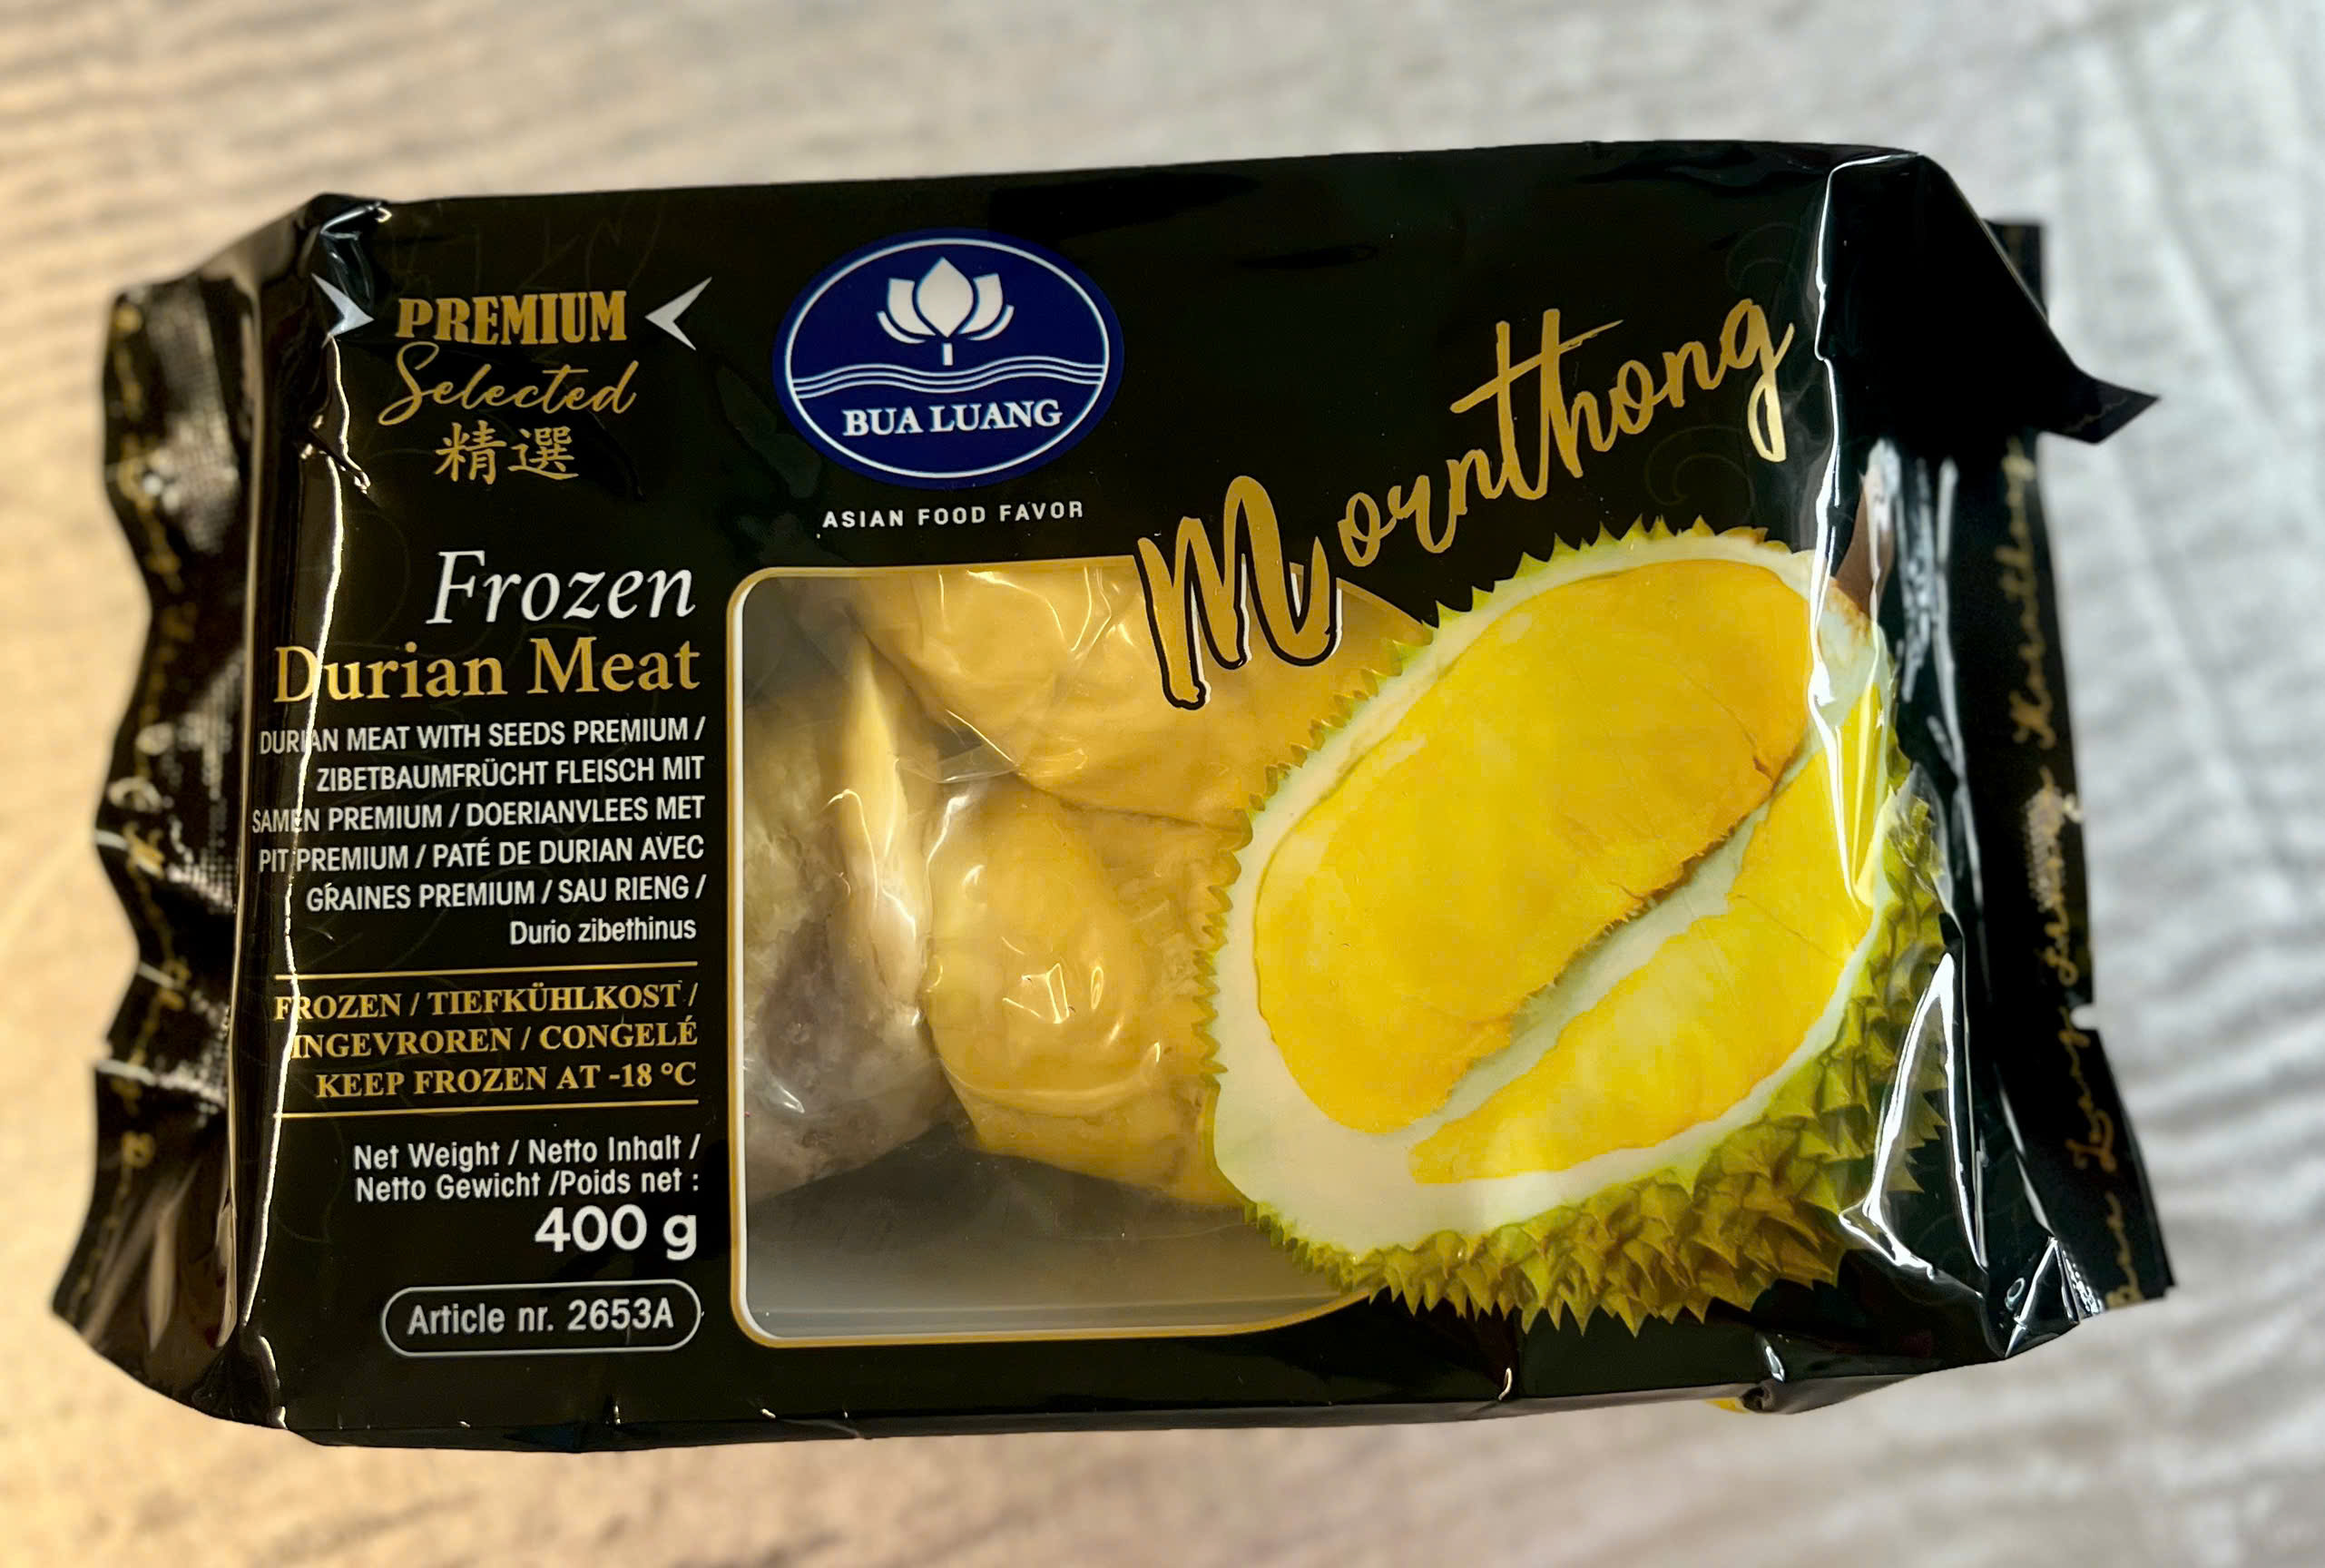 PREMIUM
Selected
精選
BUA LUANG
ASIAN FOOD FAVOR
Mornthong
Frozen
Durian Meat
DURIAN MEAT WITH SEEDS PREMIUM /
ZIBETBAUMFRÜCHT FLEISCH MIT
SAMEN PREMIUM / DOERIANVLEES MET
PIT PREMIUM / PATÉ DE DURIAN AVEC
GRAINES PREMIUM / SAU RIENG /
Durio zibethinus
FROZEN / TIEFKÜHLKOST /
INGEVROREN / CONGELÉ
KEEP FROZEN AT -18 °C
Net Weight / Netto Inhalt /
Netto Gewicht /Poids net :
400 g
Article nr. 2653A